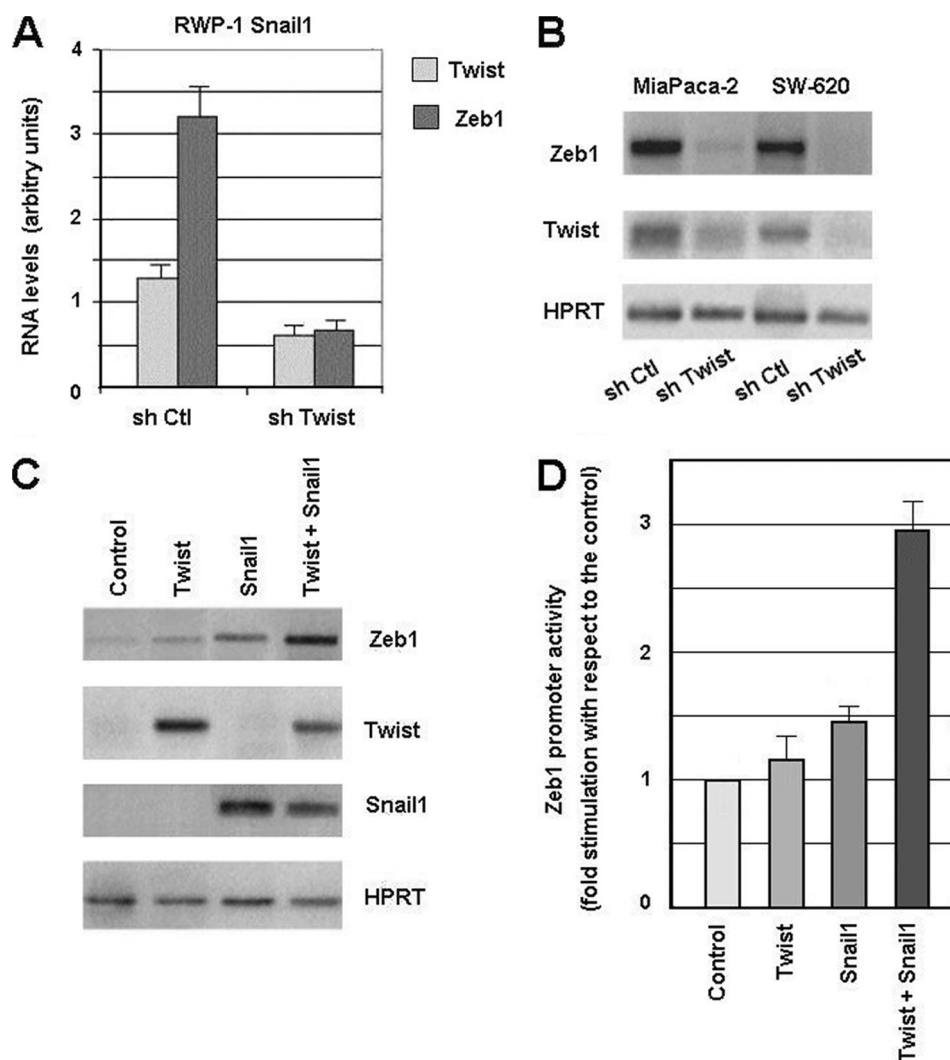 A
RWP-1 Snail1
RNA levels (arbitry units)
4
3
2
1
0
sh Ctl
sh Twist
Twist
Zeb1
B
MiaPaca-2 SW-620
Zeb1
Twist
HPRT
sh Ctl
sh Twist
sh Ctl
sh Twist
C
Control
Twist
Snail1
Twist + Snail1
Zeb1
Twist
Snail1
HPRT
D
Zeb1 promoter activity
(fold stimulation with respect to the control)
3
2
1
0
Control
Twist
Snail1
Twist + Snail1